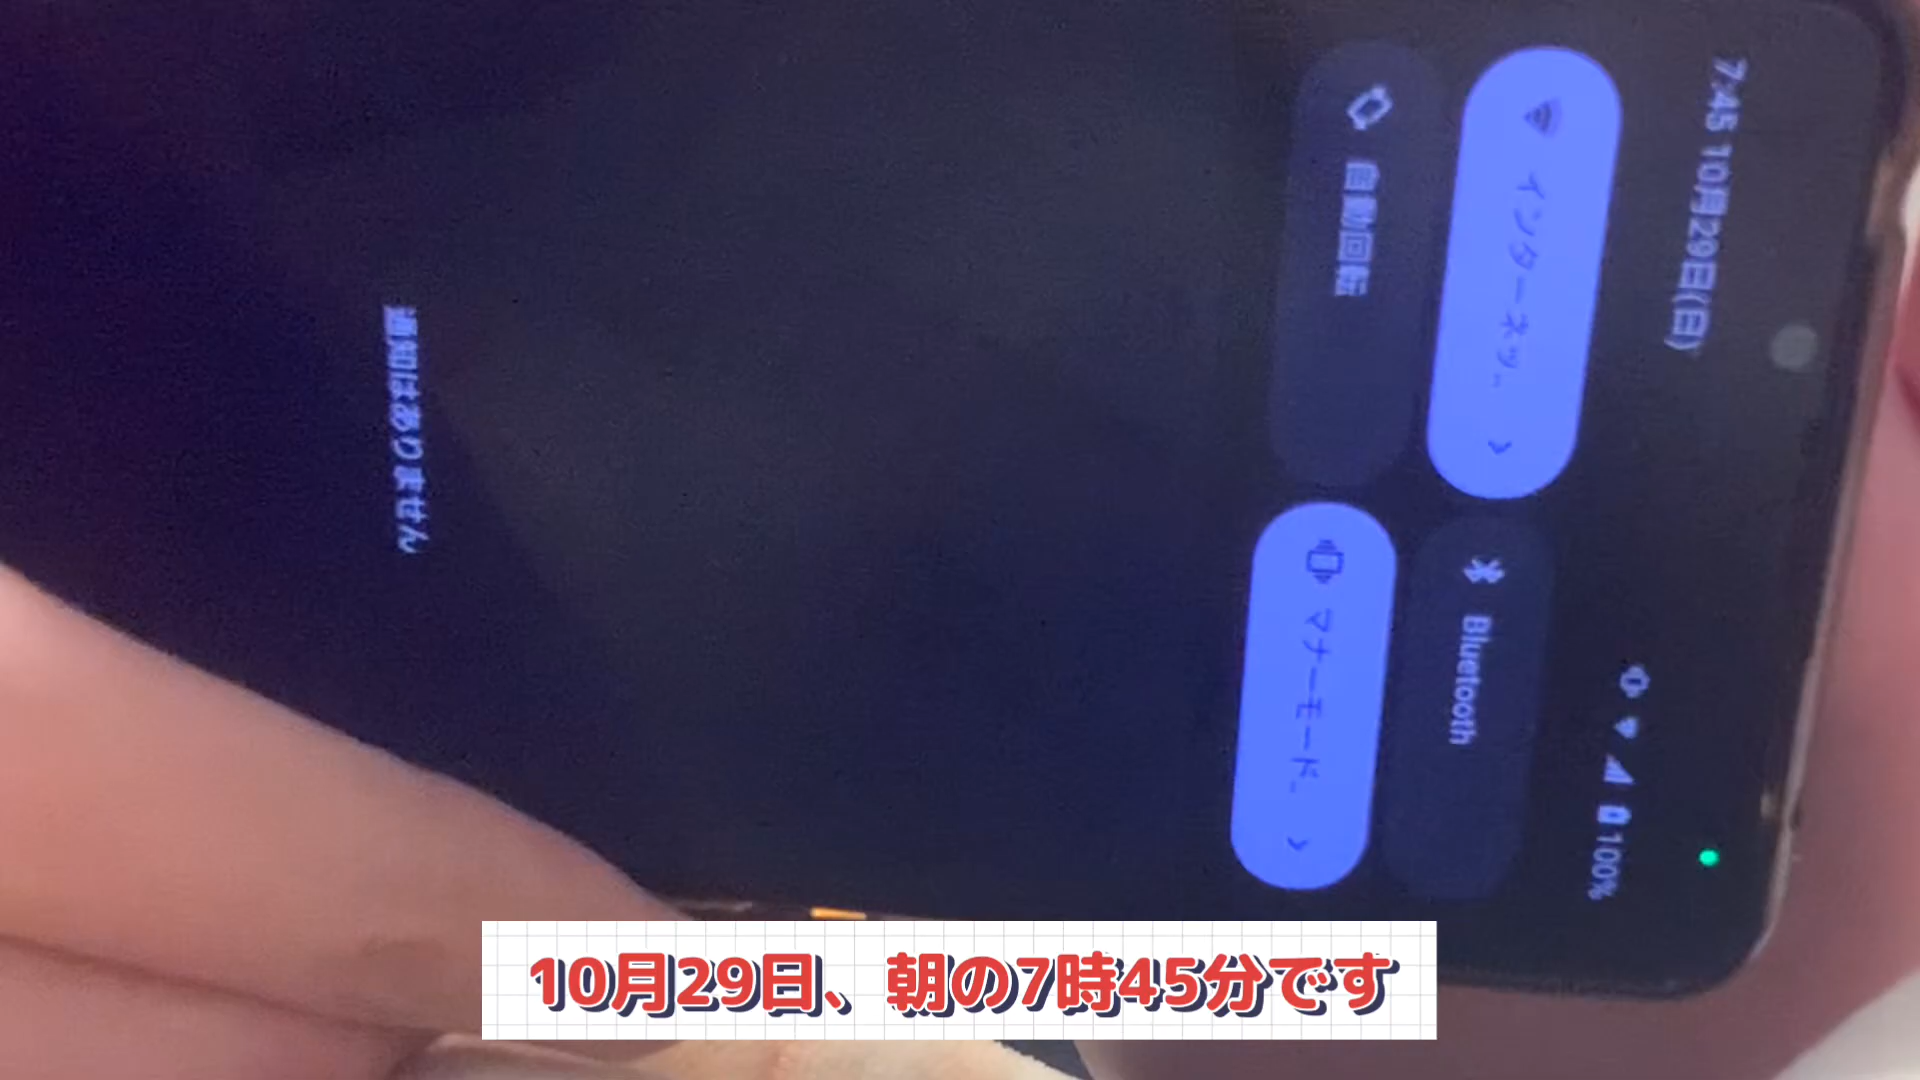 7:45 10月29日(日)
100%
インターネッ..
Bluetooth
自動回転
マナーモード..
通知はありません
10月29日、朝の7時45分です